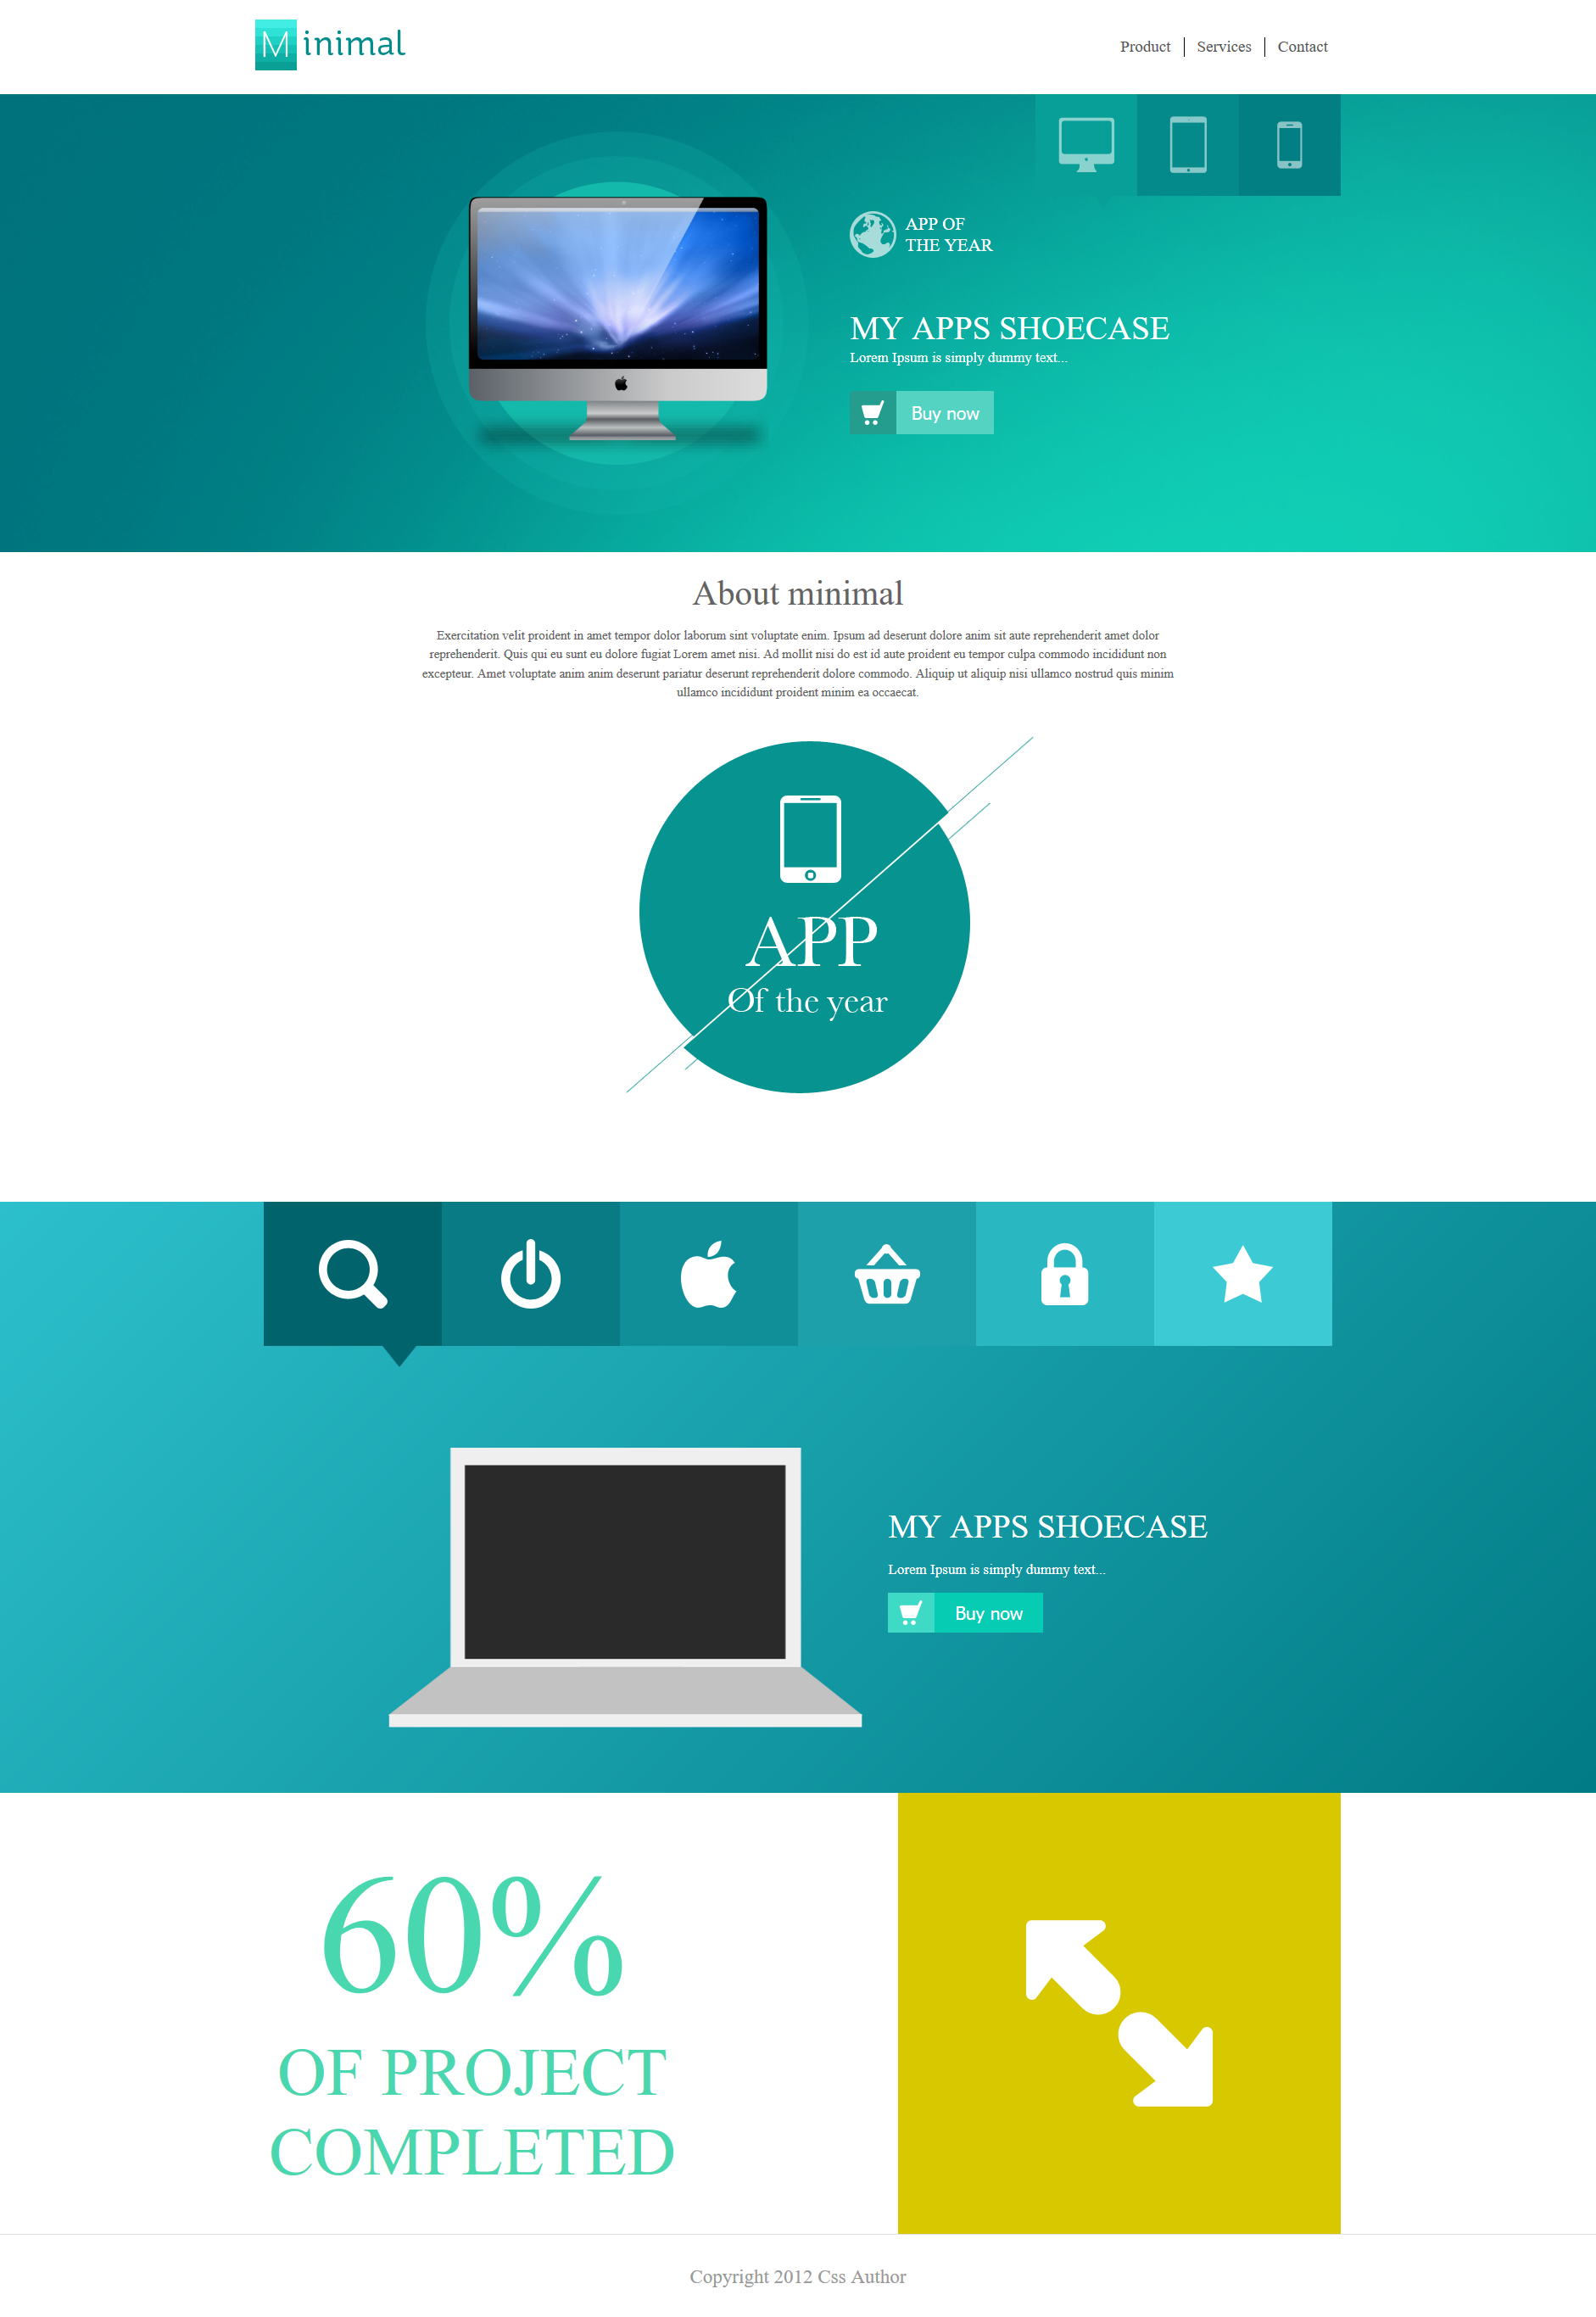 Minimal
Product
Services
Contact
APP OF
THE YEAR
MY APPS SHOECASE
Lorem Ipsum is simply dummy text...
Buy now
About minimal
Exercitation velit proident in amet tempor dolor laborum sint voluptate enim. Ipsum ad deserunt dolore anim sit aute reprehenderit amet dolor
reprehenderit. Quis qui eu sunt eu dolore fugiat Lorem amet nisi. Ad mollit nisi do est id aute proident eu tempor culpa commodo incididunt non
excepteur. Amet voluptate anim anim deserunt pariatur deserunt reprehenderit dolore commodo. Aliquip ut aliquip nisi ullamco nostrud quis minim
ullamco incididunt proident minim ea occaecat.
APP
Of the year
MY APPS SHOECASE
Lorem Ipsum is simply dummy text...
Buy now
60%
OF PROJECT
COMPLETED
Copyright 2012 Css Author